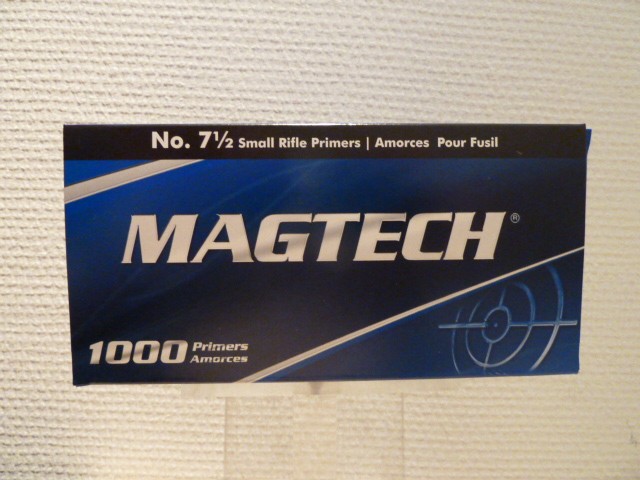 No. 7½ Small Rifle Primers | Amorces Pour Fusil
MAGTECH®
1000 Primers
Amorces